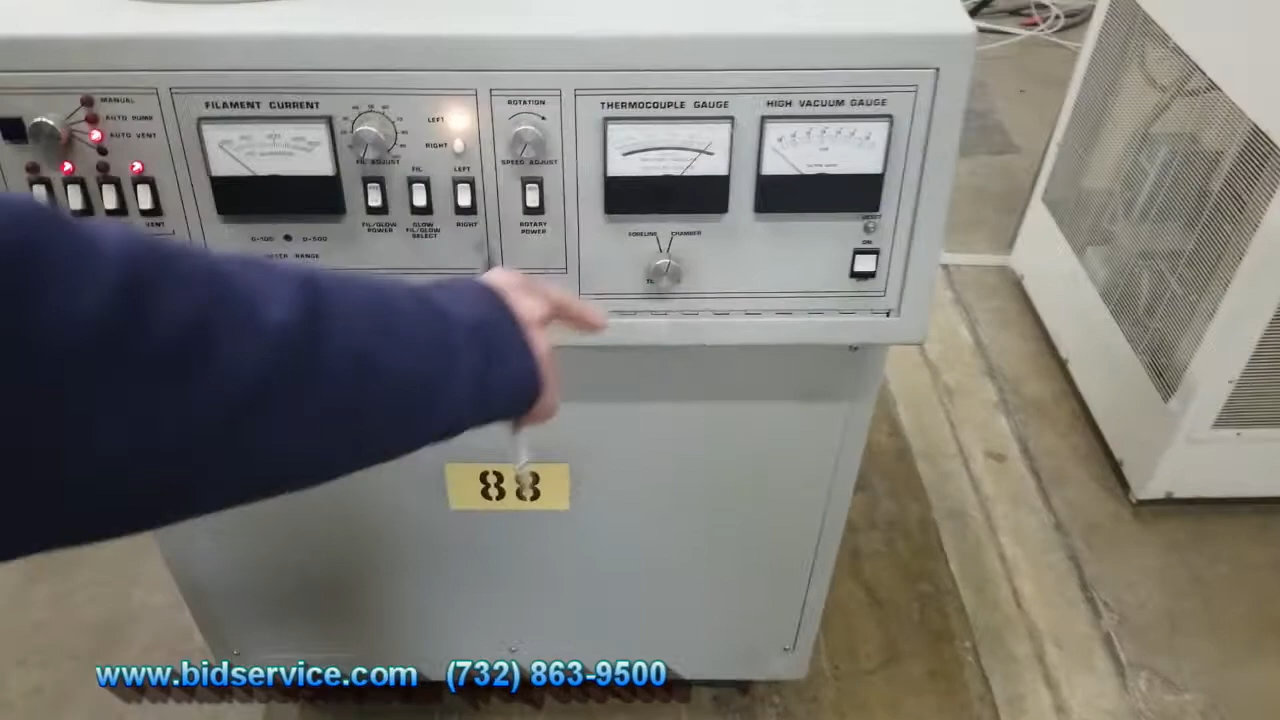 MANUAL
AUTO PUMP
AUTO VENT
VENT
FILAMENT CURRENT
FIL ADJUST
LEFT
RIGHT
FIL/GLOW
POWER
FIL
GLOW
FIL/GLOW
SELECT
LEFT
RIGHT
0-100 0-500
RANGE
ROTATION
SPEED ADJUST
ROTARY
POWER
THERMOCOUPLE GAUGE
FORELINE CHAMBER
HIGH VACUUM GAUGE
RESET
ON
88
www.bidservice.com (732) 863-9500